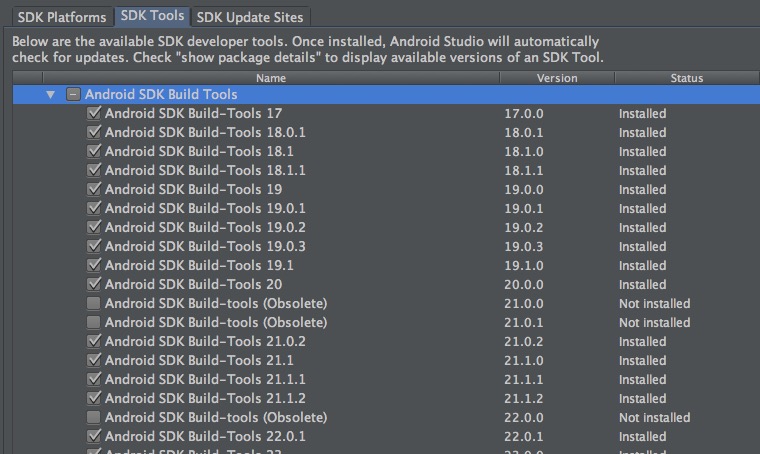 SDK Platforms SDK Tools SDK Update Sites
Below are the available SDK developer tools. Once installed, Android Studio will automatically
check for updates. Check "show package details" to display available versions of an SDK Tool.
Name Version Status
Android SDK Build Tools
Android SDK Build-Tools 17 17.0.0 Installed
Android SDK Build-Tools 18.0.1 18.0.1 Installed
Android SDK Build-Tools 18.1 18.1.0 Installed
Android SDK Build-Tools 18.1.1 18.1.1 Installed
Android SDK Build-Tools 19 19.0.0 Installed
Android SDK Build-Tools 19.0.1 19.0.1 Installed
Android SDK Build-Tools 19.0.2 19.0.2 Installed
Android SDK Build-Tools 19.0.3 19.0.3 Installed
Android SDK Build-Tools 19.1 19.1.0 Installed
Android SDK Build-Tools 20 20.0.0 Installed
Android SDK Build-tools (Obsolete) 21.0.0 Not installed
Android SDK Build-tools (Obsolete) 21.0.1 Not installed
Android SDK Build-Tools 21.0.2 21.0.2 Installed
Android SDK Build-Tools 21.1 21.1.0 Installed
Android SDK Build-Tools 21.1.1 21.1.1 Installed
Android SDK Build-Tools 21.1.2 21.1.2 Installed
Android SDK Build-tools (Obsolete) 22.0.0 Not installed
Android SDK Build-Tools 22.0.1 22.0.1 Installed